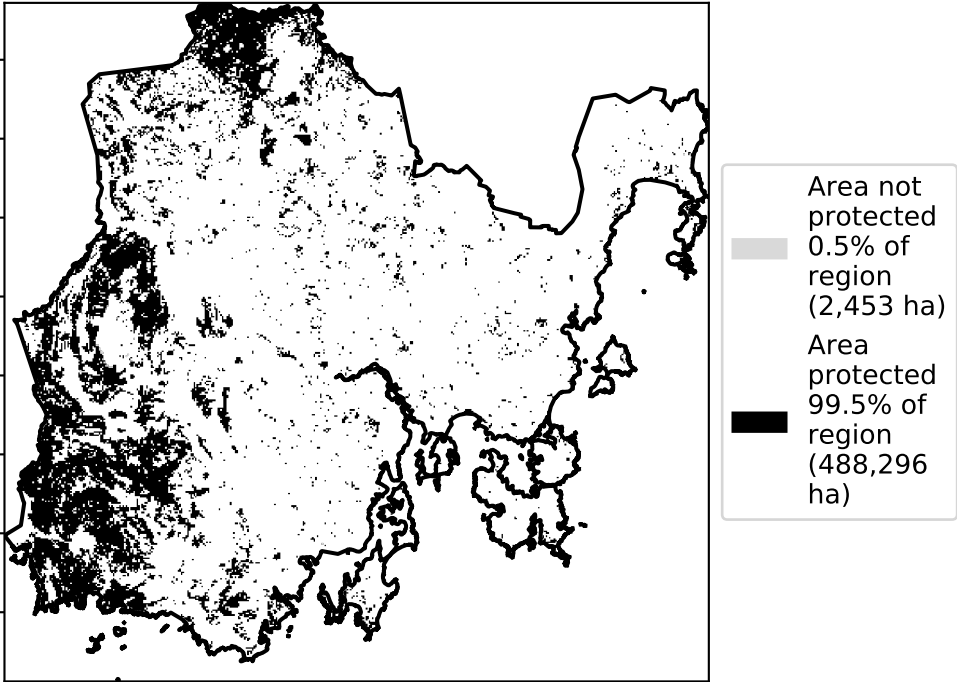 Area not
protected
0.5% of
region
(2,453 ha)
Area
protected
99.5% of
region
(488,296
ha)